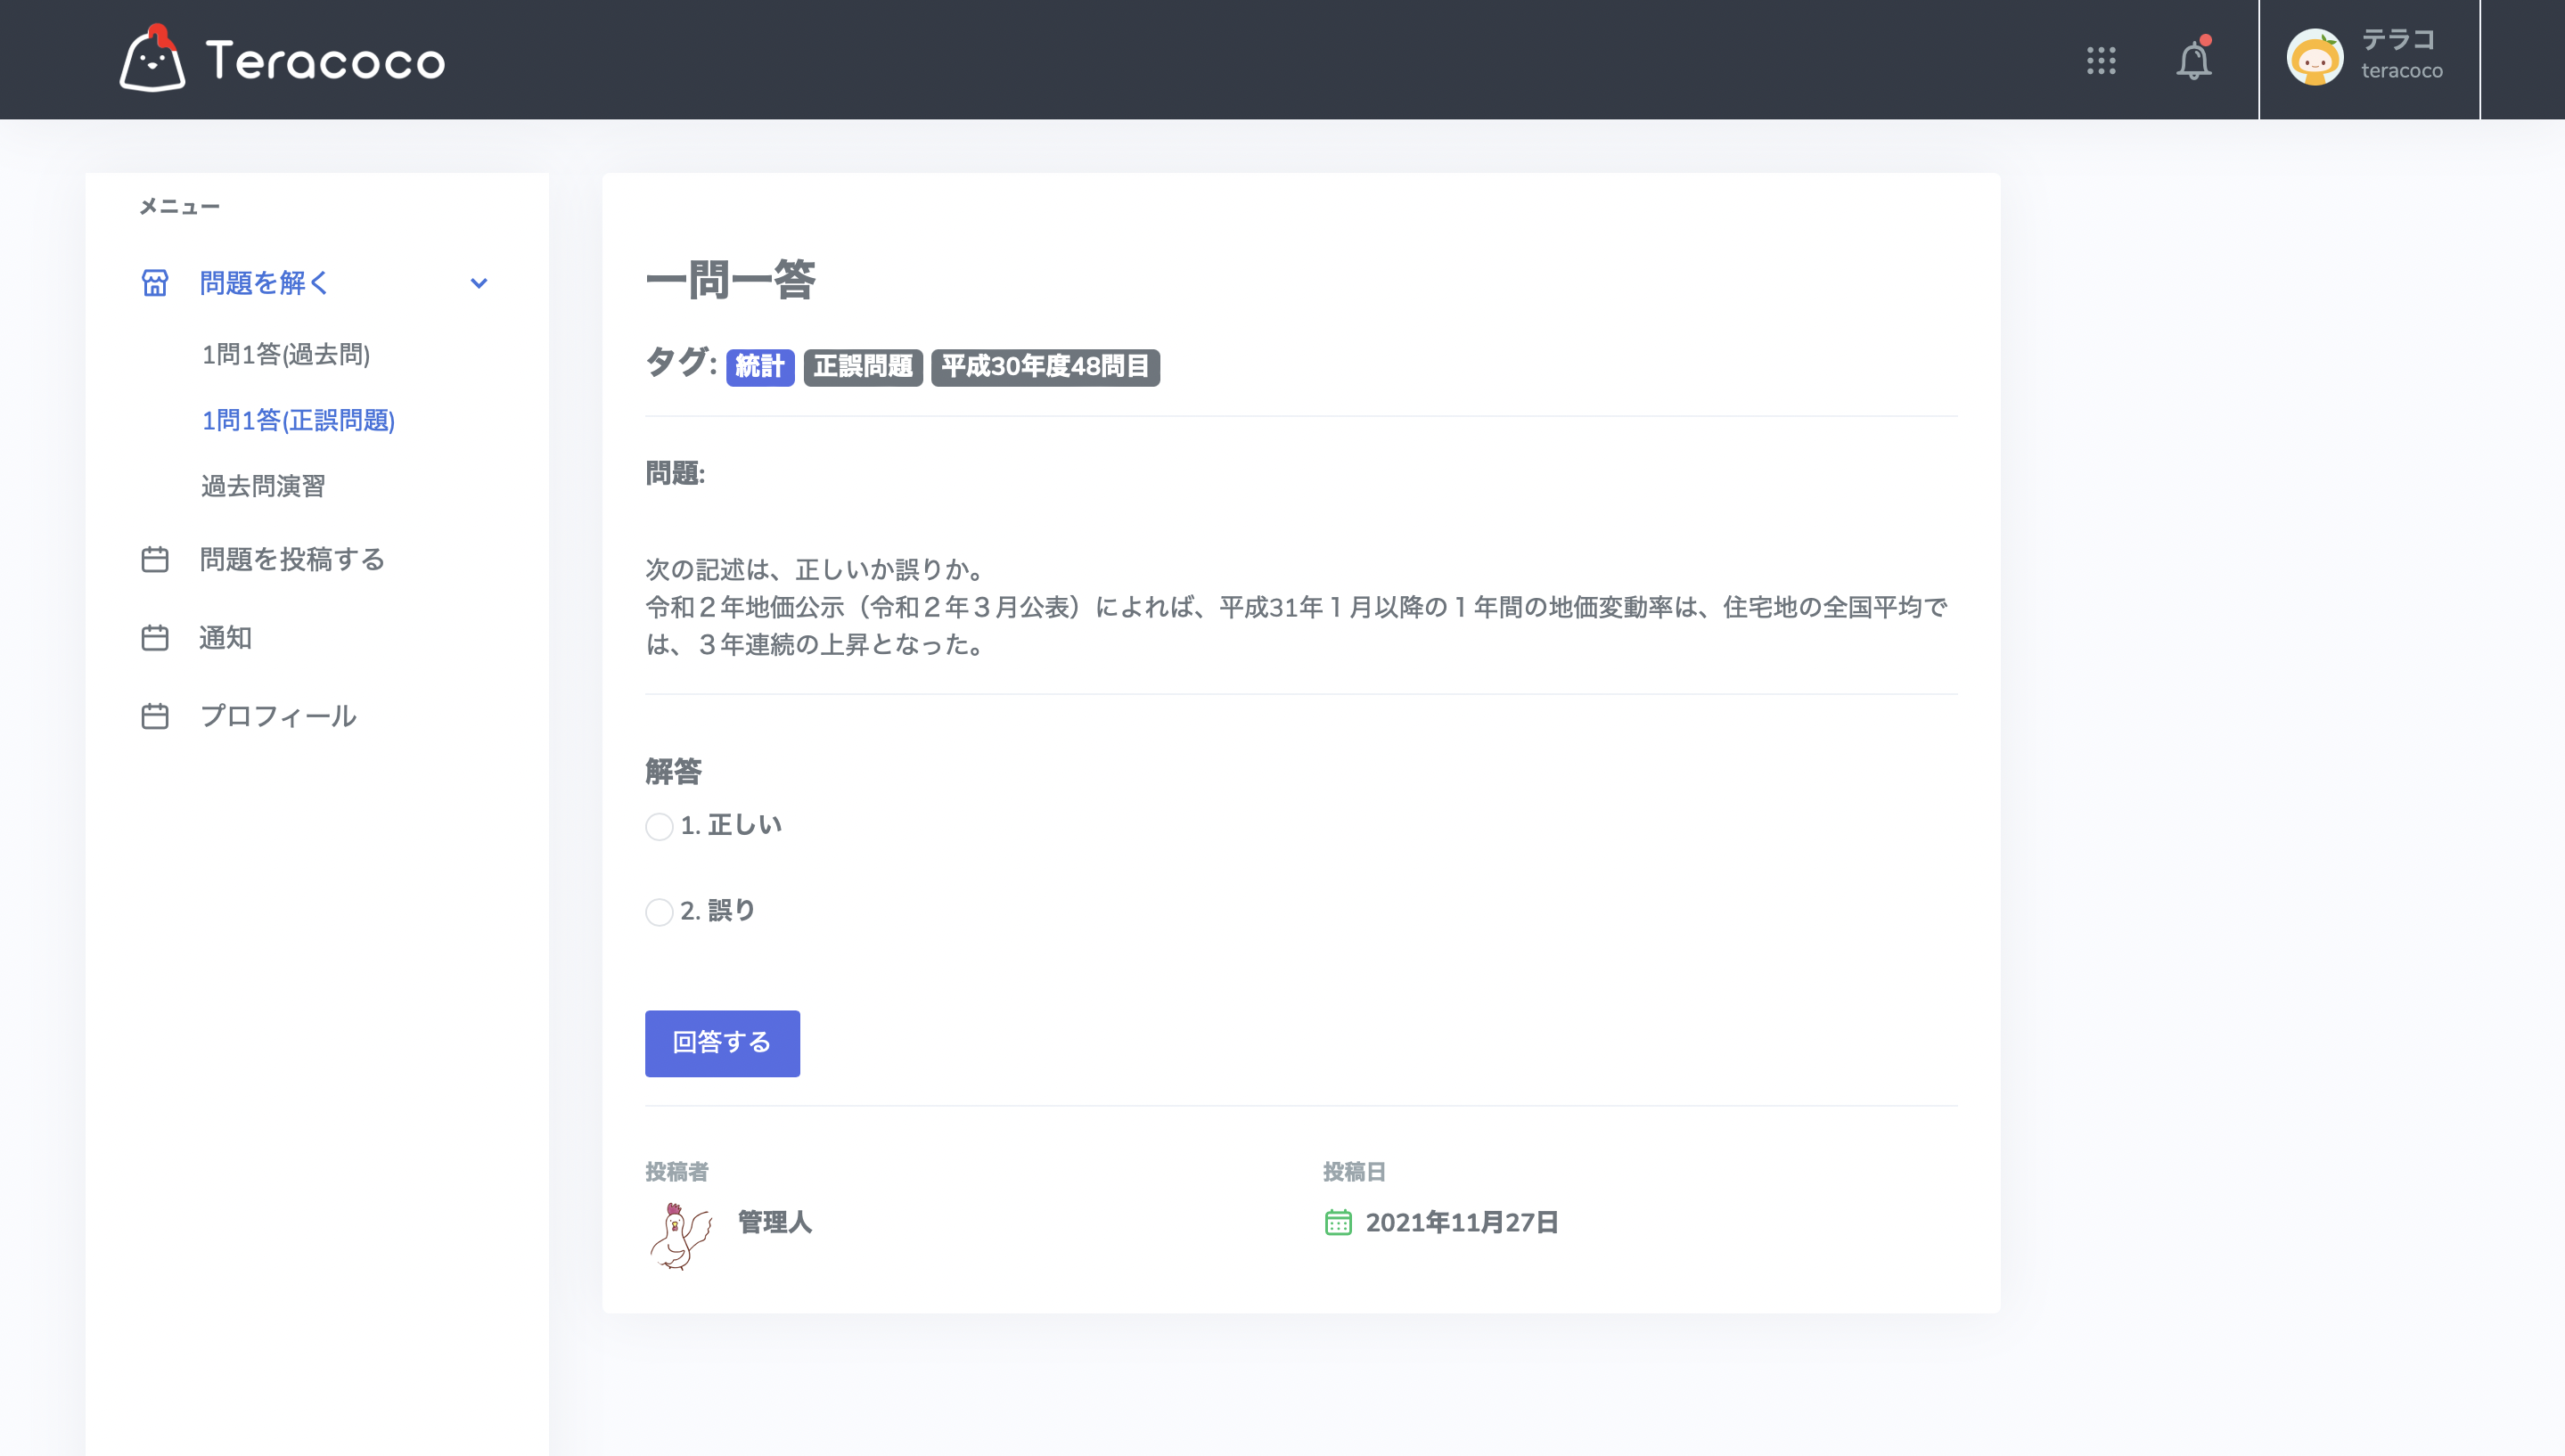 Teracoco
テラコ
teracoco
メニュー
問題を解く
1問1答(過去問)
1問1答(正誤問題)
過去問演習
問題を投稿する
通知
プロフィール
一問一答
タグ: 統計 正誤問題 平成30年度48問目
問題:
次の記述は、正しいか誤りか。
令和２年地価公示（令和２年３月公表）によれば、平成31年１月以降の１年間の地価変動率は、住宅地の全国平均で
は、３年連続の上昇となった。
解答
1. 正しい
2. 誤り
回答する
投稿者
管理人
投稿日
2021年11月27日